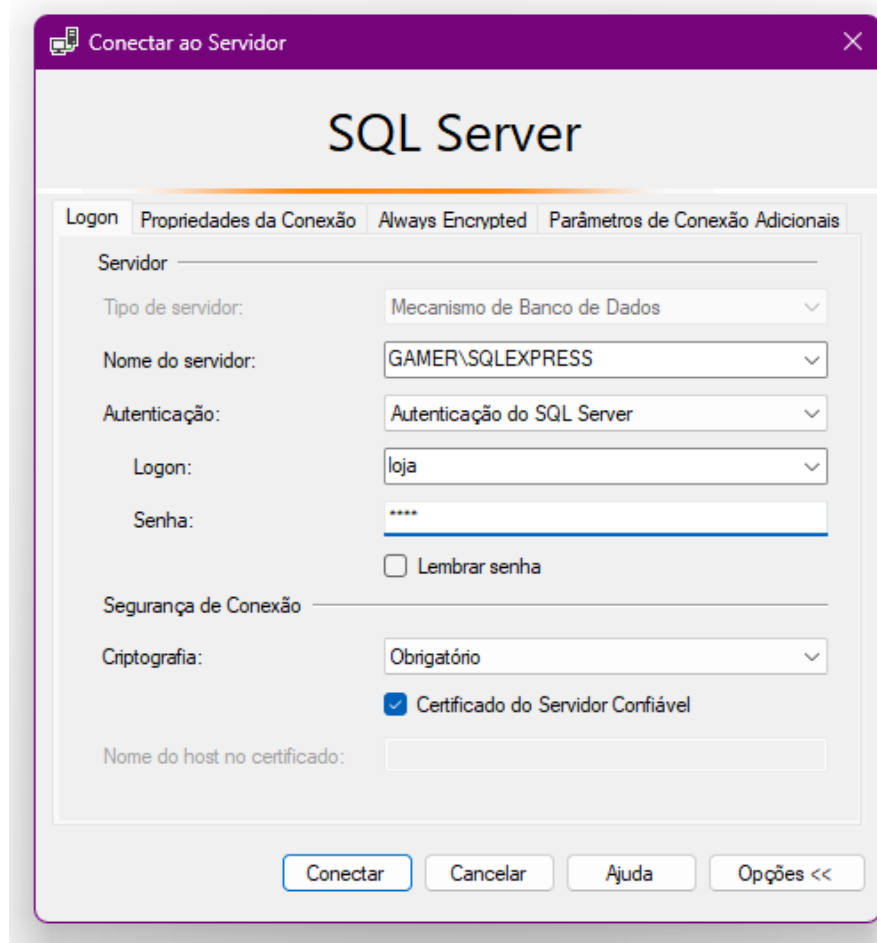 Conectar ao Servidor
SQL Server
Logon Propriedades da Conexão Always Encrypted Parâmetros de Conexão Adicionais
Servidor
Tipo de servidor: Mecanismo de Banco de Dados
Nome do servidor: GAMER\SQLEXPRESS
Autenticação: Autenticação do SQL Server
Logon: loja
Senha: ****
Lembrar senha
Segurança de Conexão
Criptografia: Obrigatório
Certificado do Servidor Confiável
Nome do host no certificado:
Conectar Cancelar Ajuda Opções <<